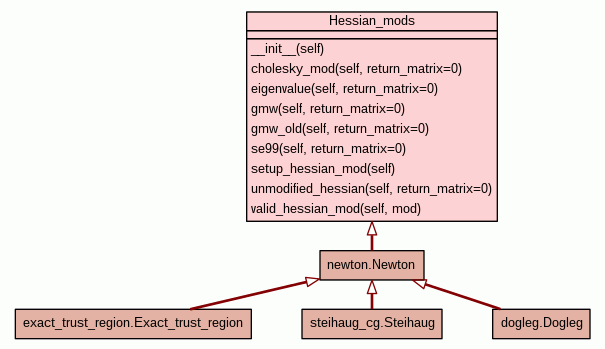 Hessian_mods
__init__(self)
cholesky_mod(self, return_matrix=0)
eigenvalue(self, return_matrix=0)
gmw(self, return_matrix=0)
gmw_old(self, return_matrix=0)
se99(self, return_matrix=0)
setup_hessian_mod(self)
unmodified_hessian(self, return_matrix=0)
valid_hessian_mod(self, mod)
newton.Newton
exact_trust_region.Exact_trust_region
steihaug_cg.Steihaug
dogleg.Dogleg